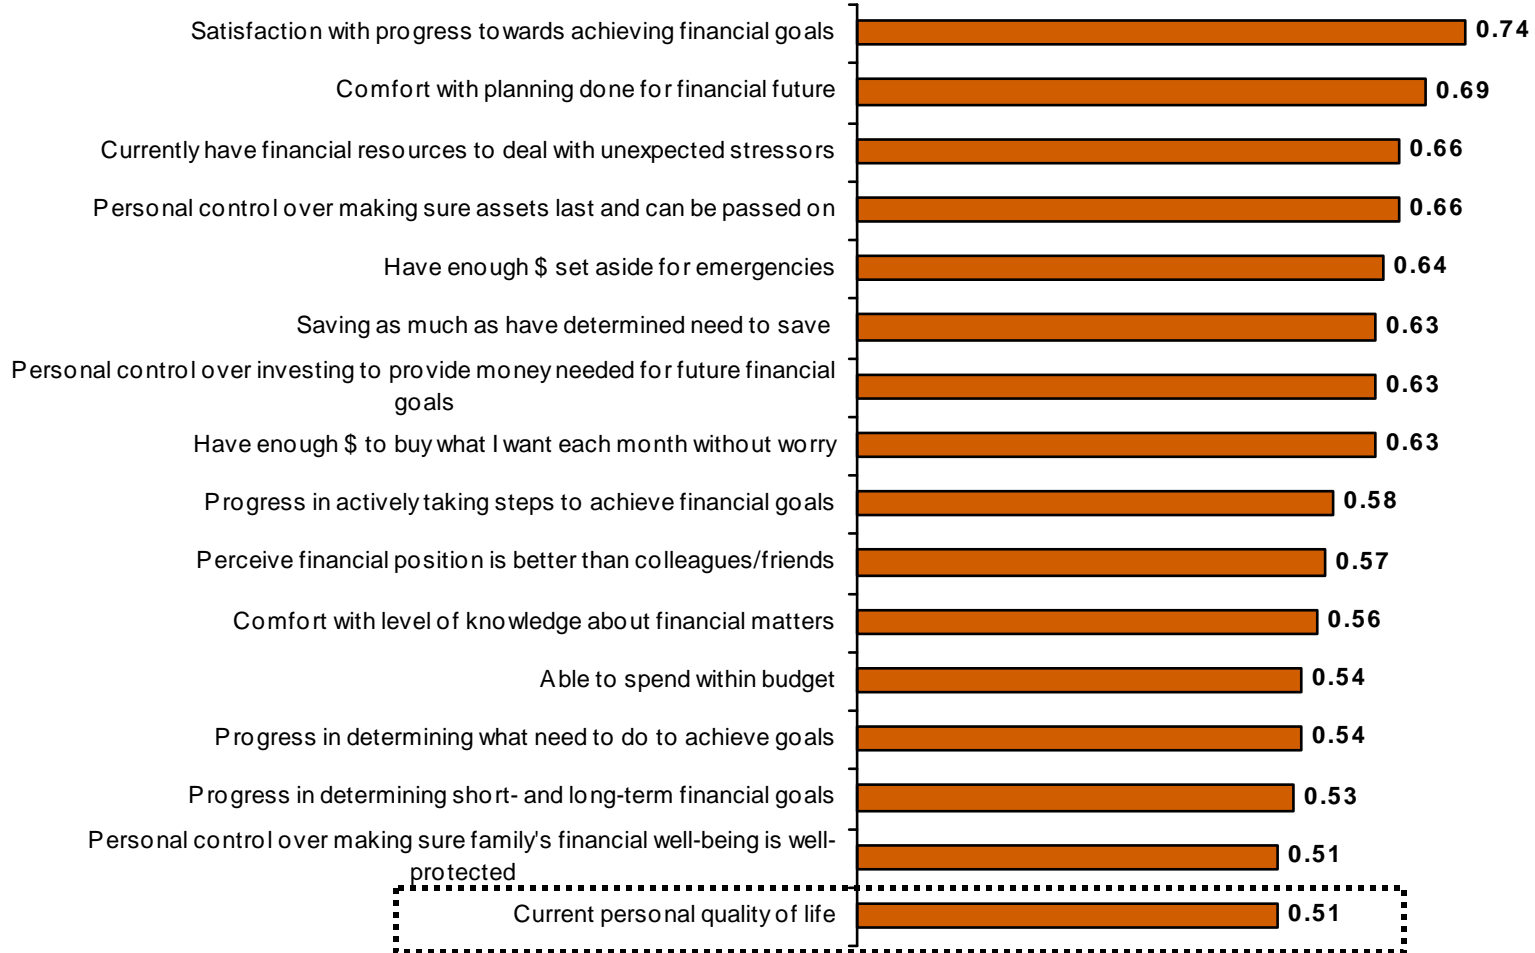 Satisfaction with progress towards achieving financial goals 0.74
Comfort with planning done for financial future 0.69
Currently have financial resources to deal with unexpected stressors 0.66
Personal control over making sure assets last and can be passed on 0.66
Have enough $ set aside for emergencies 0.64
Saving as much as have determined need to save 0.63
Personal control over investing to provide money needed for future financial
goals 0.63
Have enough $ to buy what I want each month without worry 0.63
Progress in actively taking steps to achieve financial goals 0.58
Perceive financial position is better than colleagues/friends 0.57
Comfort with level of knowledge about financial matters 0.56
Able to spend within budget 0.54
Progress in determining what need to do to achieve goals 0.54
Progress in determining short- and long-term financial goals 0.53
Personal control over making sure family's financial well-being is well-
protected 0.51
Current personal quality of life 0.51